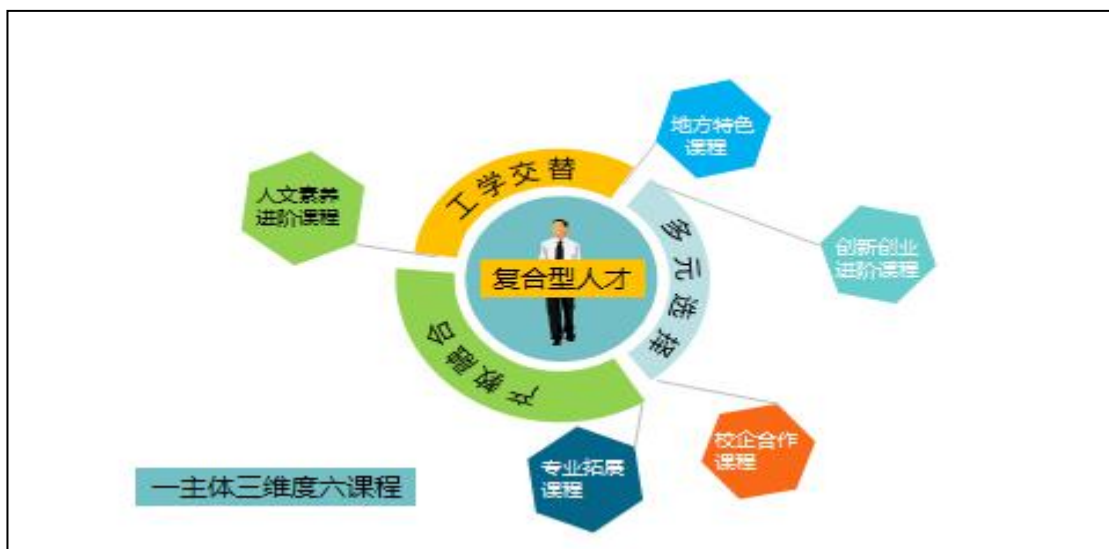 地方特色
课程
工学交替
人文素养
进阶课程
多元选择
创新创业
进阶课程
复合型人才
产教融合
校企合作
课程
专业拓展
课程
一主体三维度六课程